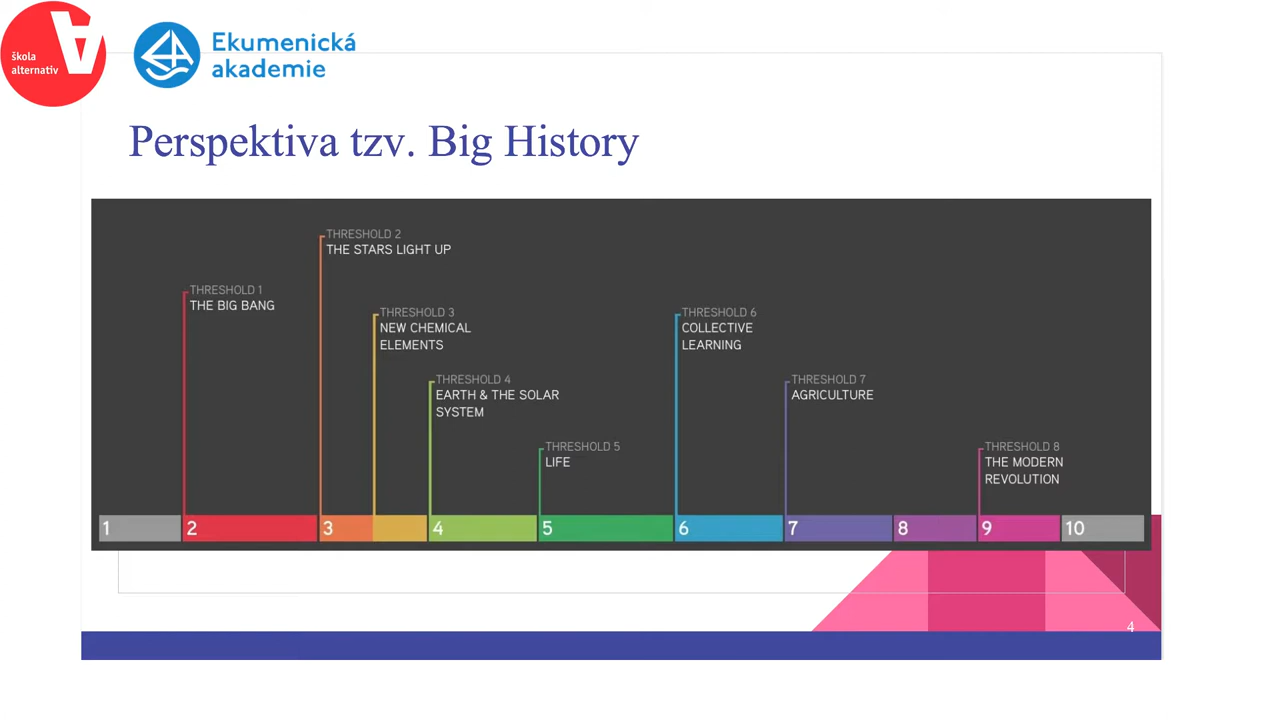 škola
alternativ
Ekumenická
akademie
Perspektiva tzv. Big History
THRESHOLD 2
THE STARS LIGHT UP
THRESHOLD 1
THE BIG BANG
THRESHOLD 3
NEW CHEMICAL
ELEMENTS
THRESHOLD 6
COLLECTIVE
LEARNING
THRESHOLD 4
EARTH & THE SOLAR
SYSTEM
THRESHOLD 7
AGRICULTURE
THRESHOLD 5
LIFE
THRESHOLD 8
THE MODERN
REVOLUTION
1 2 3 4 5 6 7 8 9 10
4